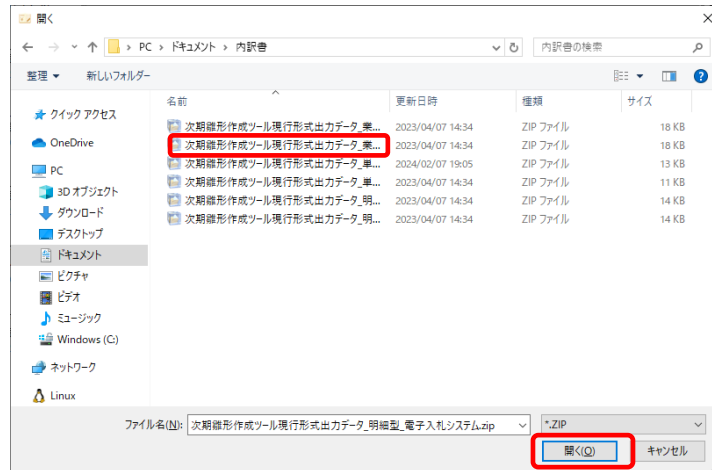 開く
PC > ドキュメント > 内訳書
内訳書の検索
整理 新しいフォルダー
名前 更新日時 種類 サイズ
次期雛形作成ツール現行形式出力データ_業... 2023/04/07 14:34 ZIP ファイル 18 KB
次期雛形作成ツール現行形式出力データ_業... 2023/04/07 14:34 ZIP ファイル 18 KB
次期雛形作成ツール現行形式出力データ_単... 2024/02/07 19:05 ZIP ファイル 13 KB
次期雛形作成ツール現行形式出力データ_単... 2023/04/07 14:34 ZIP ファイル 11 KB
次期雛形作成ツール現行形式出力データ_明... 2023/04/07 14:34 ZIP ファイル 14 KB
次期雛形作成ツール現行形式出力データ_明... 2023/04/07 14:34 ZIP ファイル 14 KB
クイック アクセス
OneDrive
PC
3D オブジェクト
ダウンロード
デスクトップ
ドキュメント
ピクチャ
ビデオ
ミュージック
Windows (C:)
ネットワーク
Linux
ファイル名(N): 次期雛形作成ツール現行形式出力データ_明細型_電子入札システム.zip *.ZIP
開く(O) キャンセル